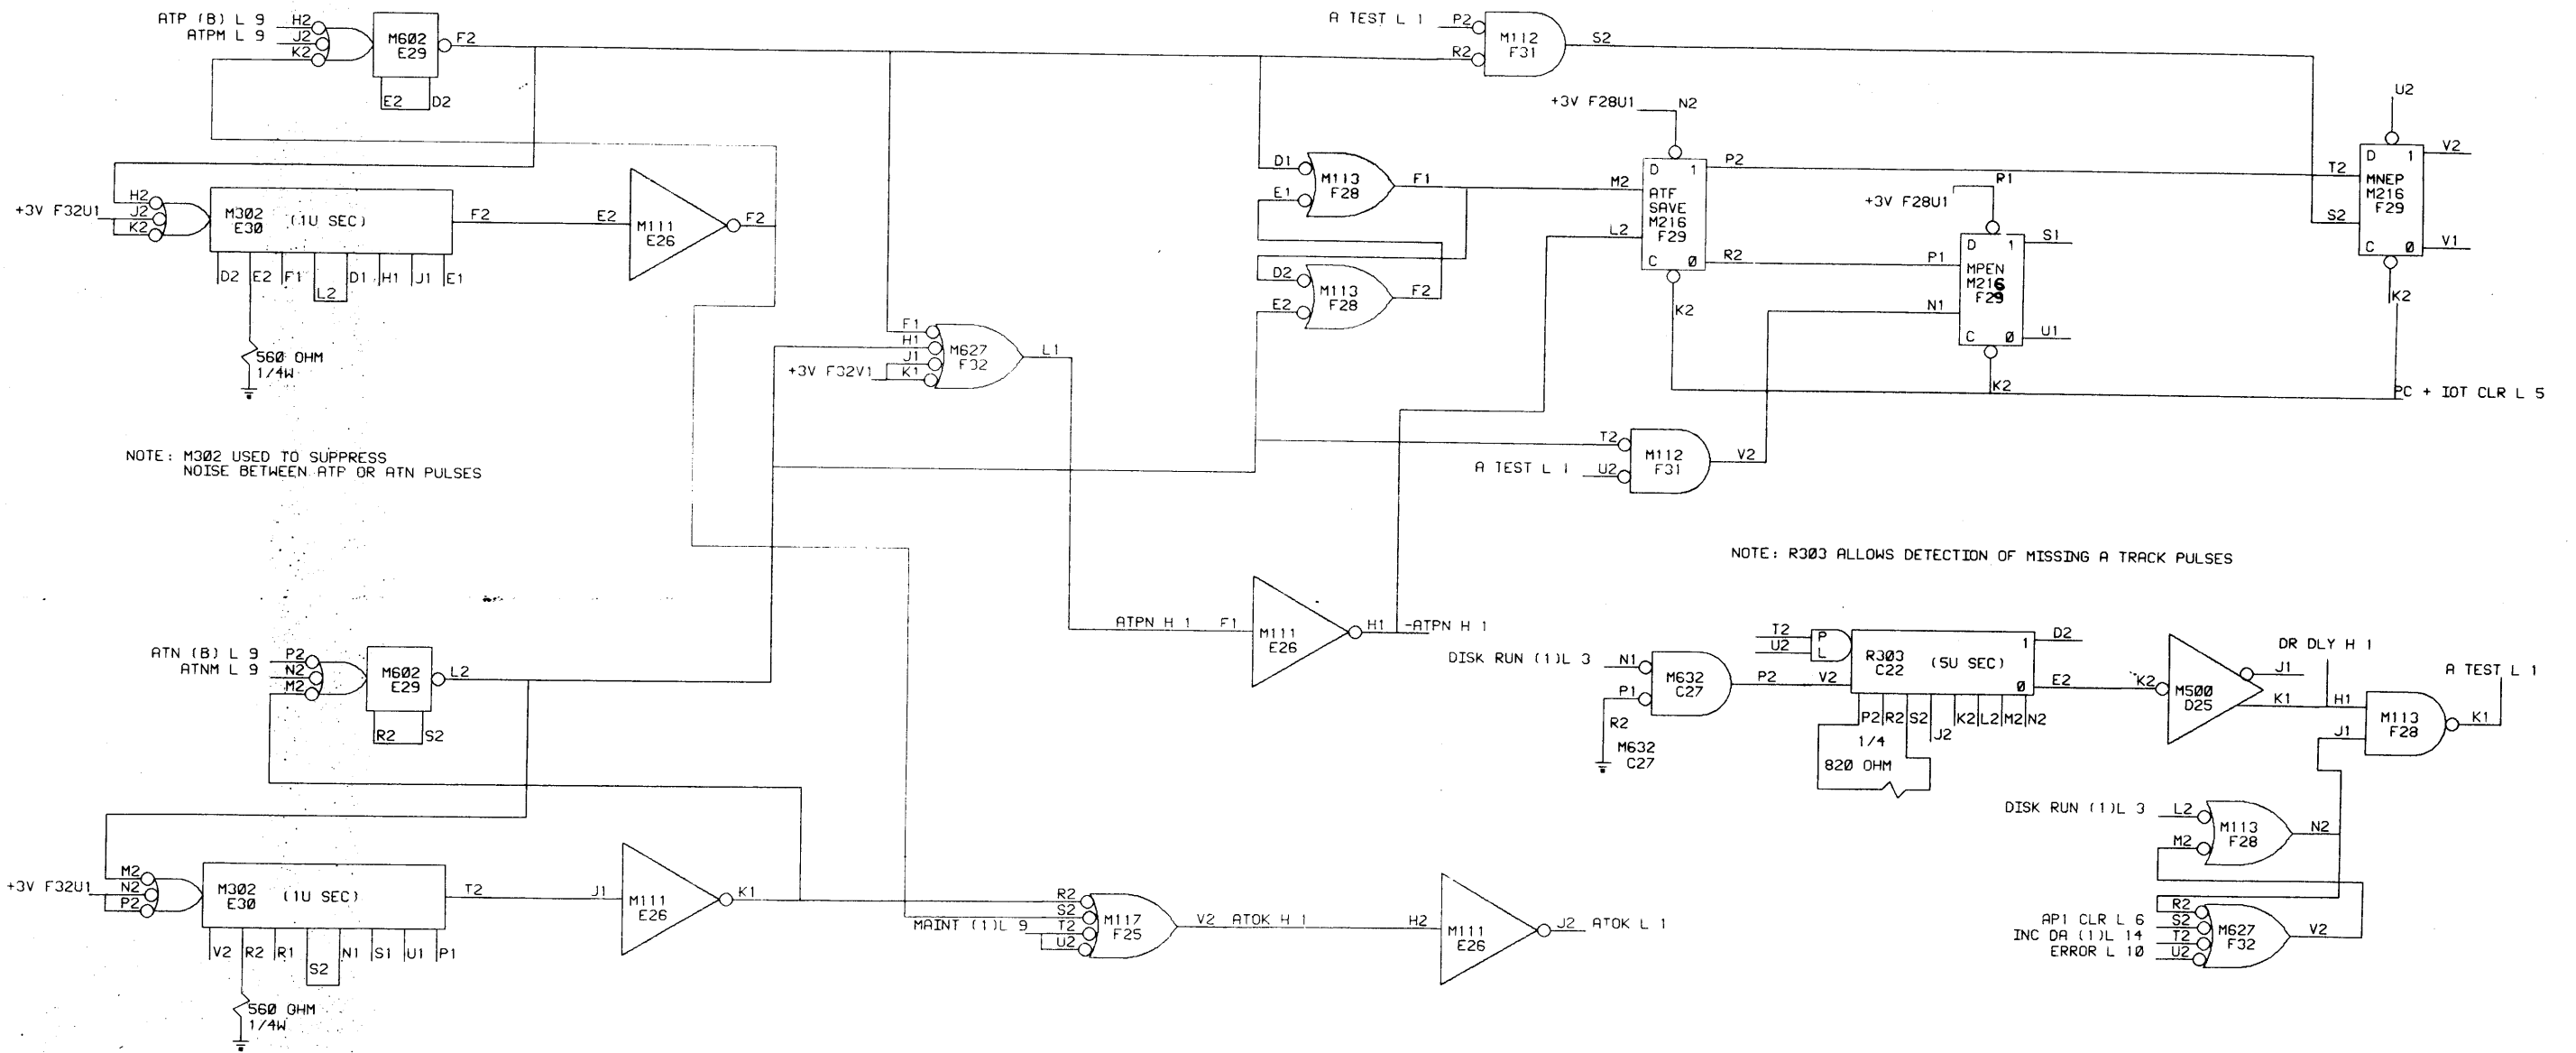 ATP (B) L 9
ATPM L 9
H2
J2
K2
M602
E29
F2
E2
D2
A TEST L 1
P2
R2
M112
F31
S2
+3V F32U1
H2
J2
K2
M302
E30
(1U SEC)
F2
E2
M111
E26
F2
D2
E2
F1
L2
D1
H1
J1
E1
560 OHM
1/4W
NOTE: M302 USED TO SUPPRESS
NOISE BETWEEN ATP OR ATN PULSES
F1
H1
J1
K1
+3V F32V1
M627
F32
L1
D1
E1
M113
F28
F1
D2
E2
M113
F28
F2
+3V F28U1
N2
M2
L2
D 1
ATF
SAVE
M216
F29
C 0
P2
R2
K2
+3V F28U1
R1
P1
N1
D 1
MPEN
M216
F29
C 0
S1
U1
K2
U2
T2
S2
D 1
MNEP
M216
F29
C 0
V2
V1
K2
PC + IOT CLR L 5
T2
U2
A TEST L 1
M112
F31
V2
ATPN H 1
F1
M111
E26
H1
-ATPN H 1
ATN (B) L 9
ATNM L 9
P2
N2
M2
M602
E29
L2
R2
S2
+3V F32U1
M2
N2
P2
M302
E30
(1U SEC)
T2
J1
M111
E26
K1
V2
R2
R1
S2
N1
S1
U1
P1
560 OHM
1/4W
MAINT (1)L 9
R2
S2
T2
U2
M117
F25
V2
ATOK H 1
H2
M111
E26
J2
ATOK L 1
NOTE: R303 ALLOWS DETECTION OF MISSING A TRACK PULSES
DISK RUN (1)L 3
N1
P1
R2
M632
C27
M632
C27
P2
V2
T2
U2
P
L
R303
C22
(5U SEC)
1
0
D2
E2
P2
R2
S2
J2
K2
L2
M2
N2
1/4
820 OHM
K2
M500
D25
J1
K1
DR DLY H 1
H1
J1
M113
F28
K1
A TEST L 1
DISK RUN (1)L 3
L2
M2
M113
F28
N2
API CLR L 6
INC DA (1)L 14
ERROR L 10
R2
S2
T2
U2
M627
F32
V2